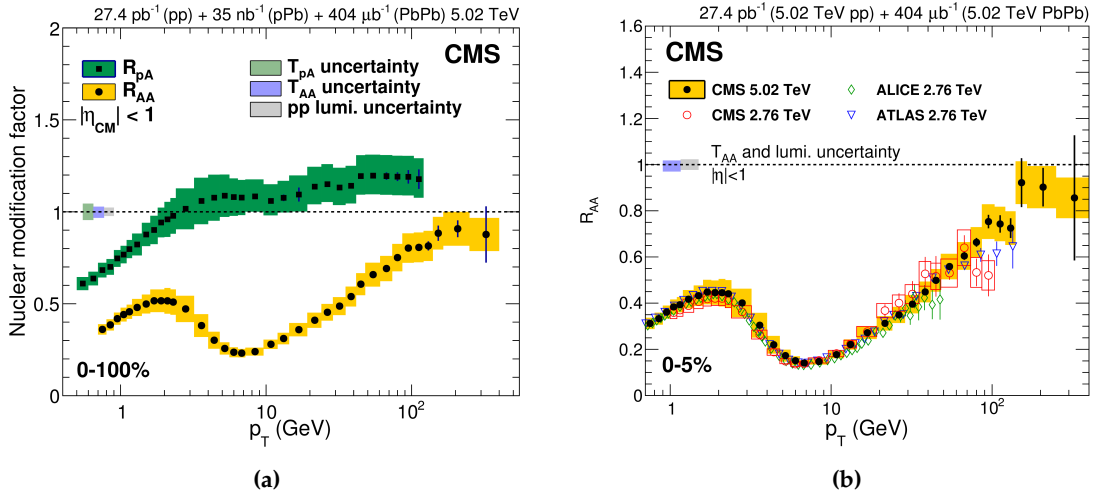 27.4 pb⁻¹ (pp) + 35 nb⁻¹ (pPb) + 404 μb⁻¹ (PbPb) 5.02 TeV
CMS
R_pA
R_AA
|η_CM| < 1
T_pA uncertainty
T_AA uncertainty
pp lumi. uncertainty
Nuclear modification factor
2
1.5
1
0.5
0
0-100%
1
10
10²
p_T (GeV)
(a)
27.4 pb⁻¹ (5.02 TeV pp) + 404 μb⁻¹ (5.02 TeV PbPb)
CMS
CMS 5.02 TeV
CMS 2.76 TeV
ALICE 2.76 TeV
ATLAS 2.76 TeV
T_AA and lumi. uncertainty
|η|<1
R_AA
1.6
1.4
1.2
1
0.8
0.6
0.4
0.2
0
0-5%
1
10
10²
p_T (GeV)
(b)